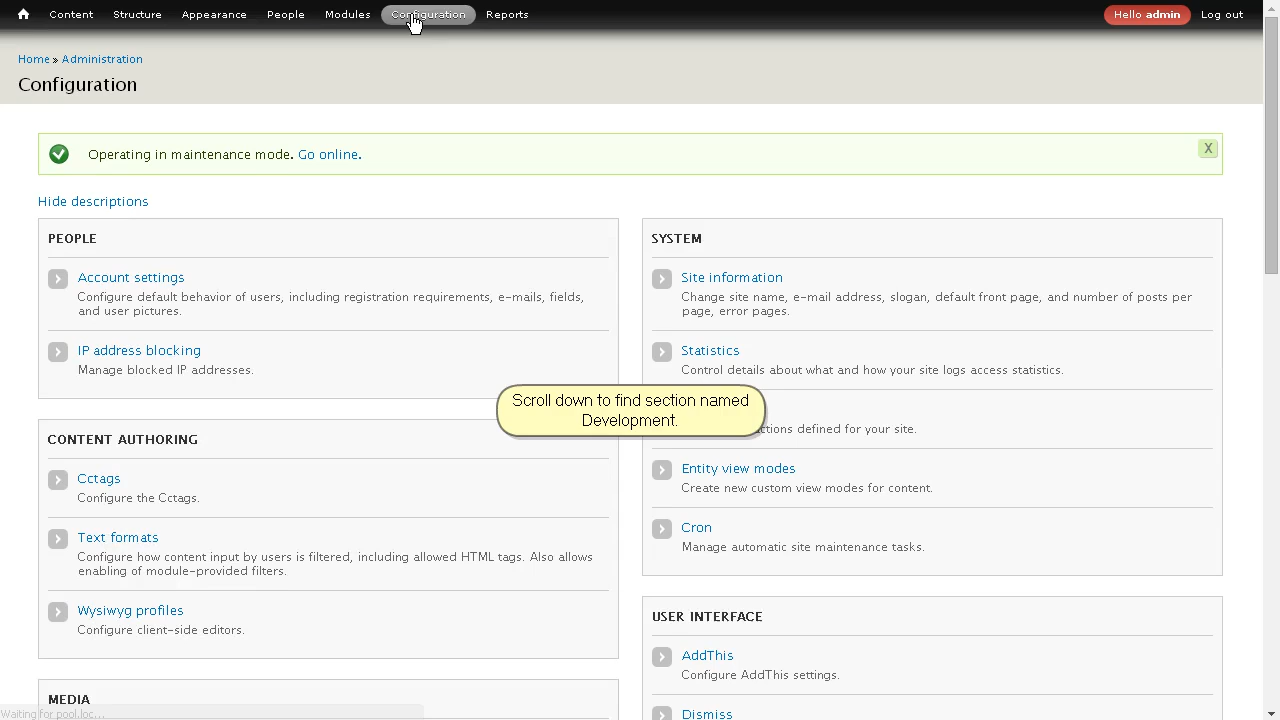 Content Structure Appearance People Modules Configuration Reports Hello admin Log out
Home » Administration
Configuration
Operating in maintenance mode. Go online.
X
Hide descriptions
PEOPLE
Account settings
Configure default behavior of users, including registration requirements, e-mails, fields,
and user pictures.
IP address blocking
Manage blocked IP addresses.
CONTENT AUTHORING
Cctags
Configure the Cctags.
Text formats
Configure how content input by users is filtered, including allowed HTML tags. Also allows
enabling of module-provided filters.
Wysiwyg profiles
Configure client-side editors.
MEDIA
SYSTEM
Site information
Change site name, e-mail address, slogan, default front page, and number of posts per
page, error pages.
Statistics
Control details about what and how your site logs access statistics.
defined for your site.
Entity view modes
Create new custom view modes for content.
Cron
Manage automatic site maintenance tasks.
USER INTERFACE
AddThis
Configure AddThis settings.
Dismiss
Scroll down to find section named
Development.
Waiting for pool.loc...